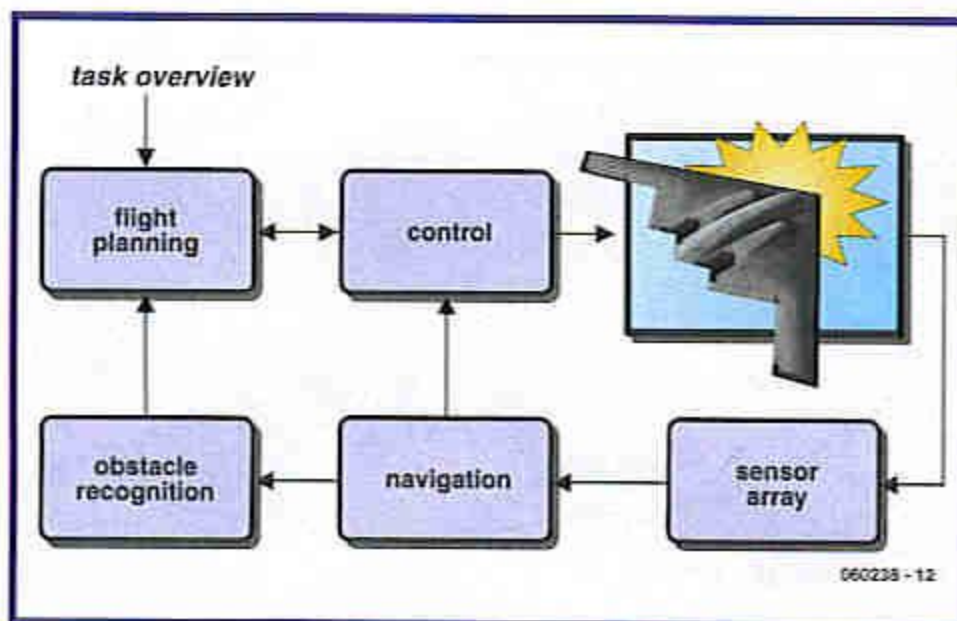 task overview
flight
planning
control
obstacle
recognition
navigation
sensor
array
060238 - 12